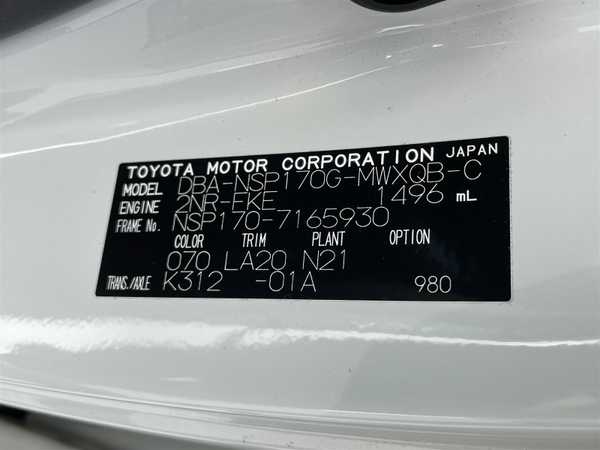 TOYOTA MOTOR CORPORATION JAPAN
MODEL DBA-NSP170G-MWXQB-C
ENGINE 2NR-FKE 1496 mL
FRAME No. NSP170-7165930
COLOR TRIM PLANT OPTION
070 LA20 N21
TRANS./AXLE K312 -01A 980